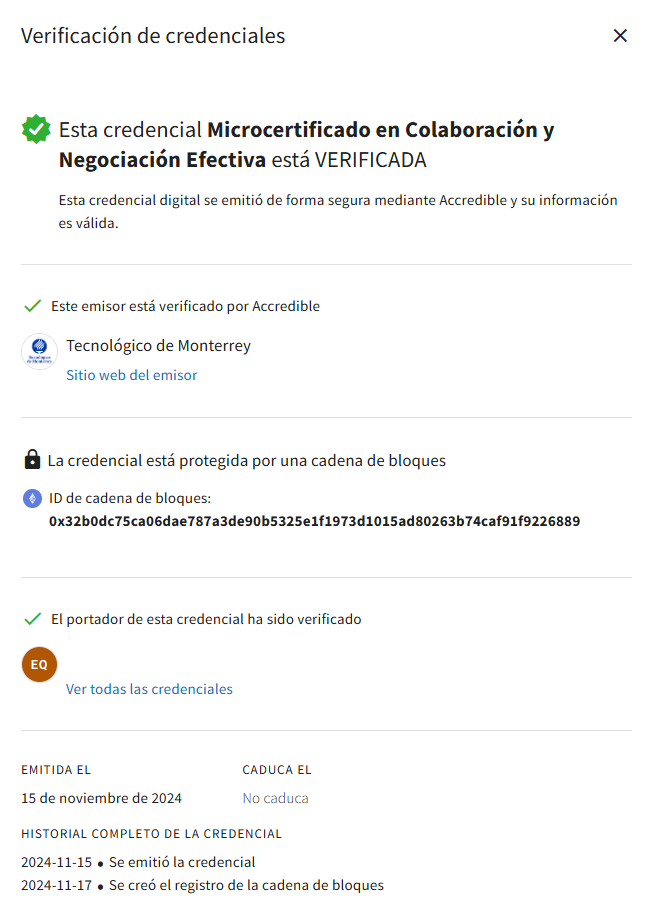 Verificación de credenciales
Esta credencial Microcertificado en Colaboración y
Negociación Efectiva está VERIFICADA
Esta credencial digital se emitió de forma segura mediante Accredible y su información
es válida.
Este emisor está verificado por Accredible
Tecnológico de Monterrey
Tecnológico
de Monterrey
Sitio web del emisor
La credencial está protegida por una cadena de bloques
ID de cadena de bloques:
0x32b0dc75ca06dae787a3de90b5325e1f1973d1015ad80263b74caf91f9226889
El portador de esta credencial ha sido verificado
EQ
Ver todas las credenciales
EMITIDA EL CADUCA EL
15 de noviembre de 2024 No caduca
HISTORIAL COMPLETO DE LA CREDENCIAL
2024-11-15 • Se emitió la credencial
2024-11-17 • Se creó el registro de la cadena de bloques